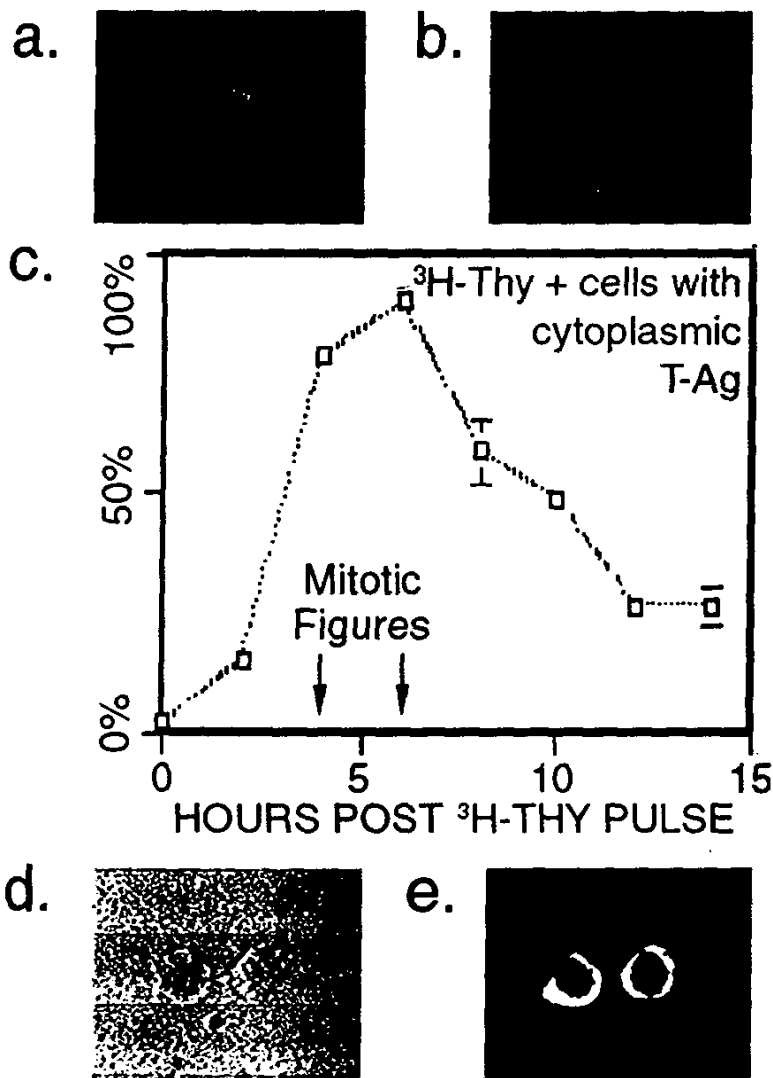 a.
b.
c.
100%
50%
0%
³H-Thy + cells with
cytoplasmic
T-Ag
Mitotic
Figures
0
5
10
15
HOURS POST ³H-THY PULSE
d.
e.